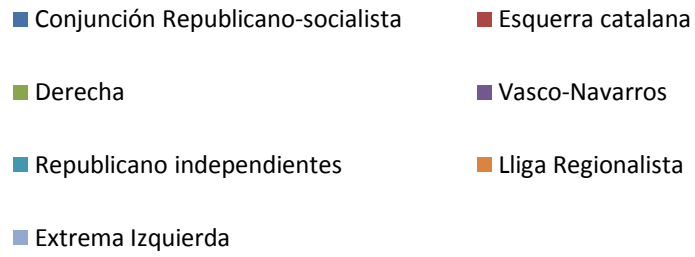 Conjunción Republicano-socialista
Esquerra catalana
Derecha
Vasco-Navarros
Republicano independientes
Lliga Regionalista
Extrema Izquierda